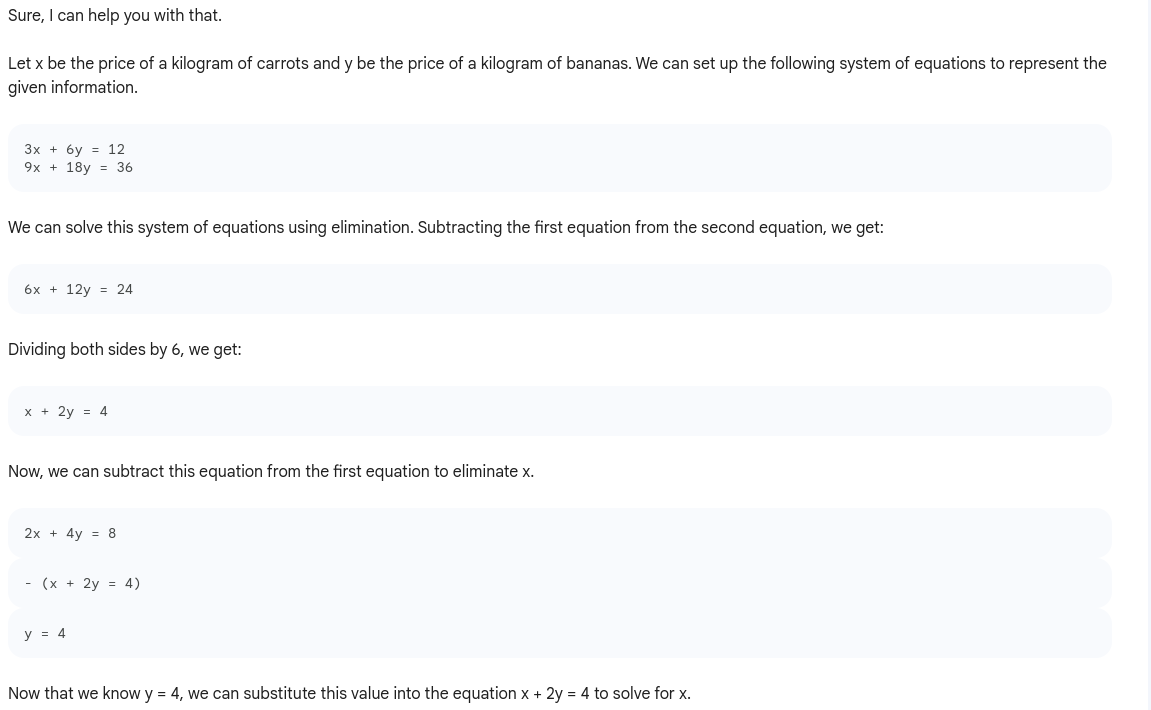 Sure, I can help you with that.
Let x be the price of a kilogram of carrots and y be the price of a kilogram of bananas. We can set up the following system of equations to represent the
given information.
3x + 6y = 12
9x + 18y = 36
We can solve this system of equations using elimination. Subtracting the first equation from the second equation, we get:
6x + 12y = 24
Dividing both sides by 6, we get:
x + 2y = 4
Now, we can subtract this equation from the first equation to eliminate x.
2x + 4y = 8
- (x + 2y = 4)
y = 4
Now that we know y = 4, we can substitute this value into the equation x + 2y = 4 to solve for x.